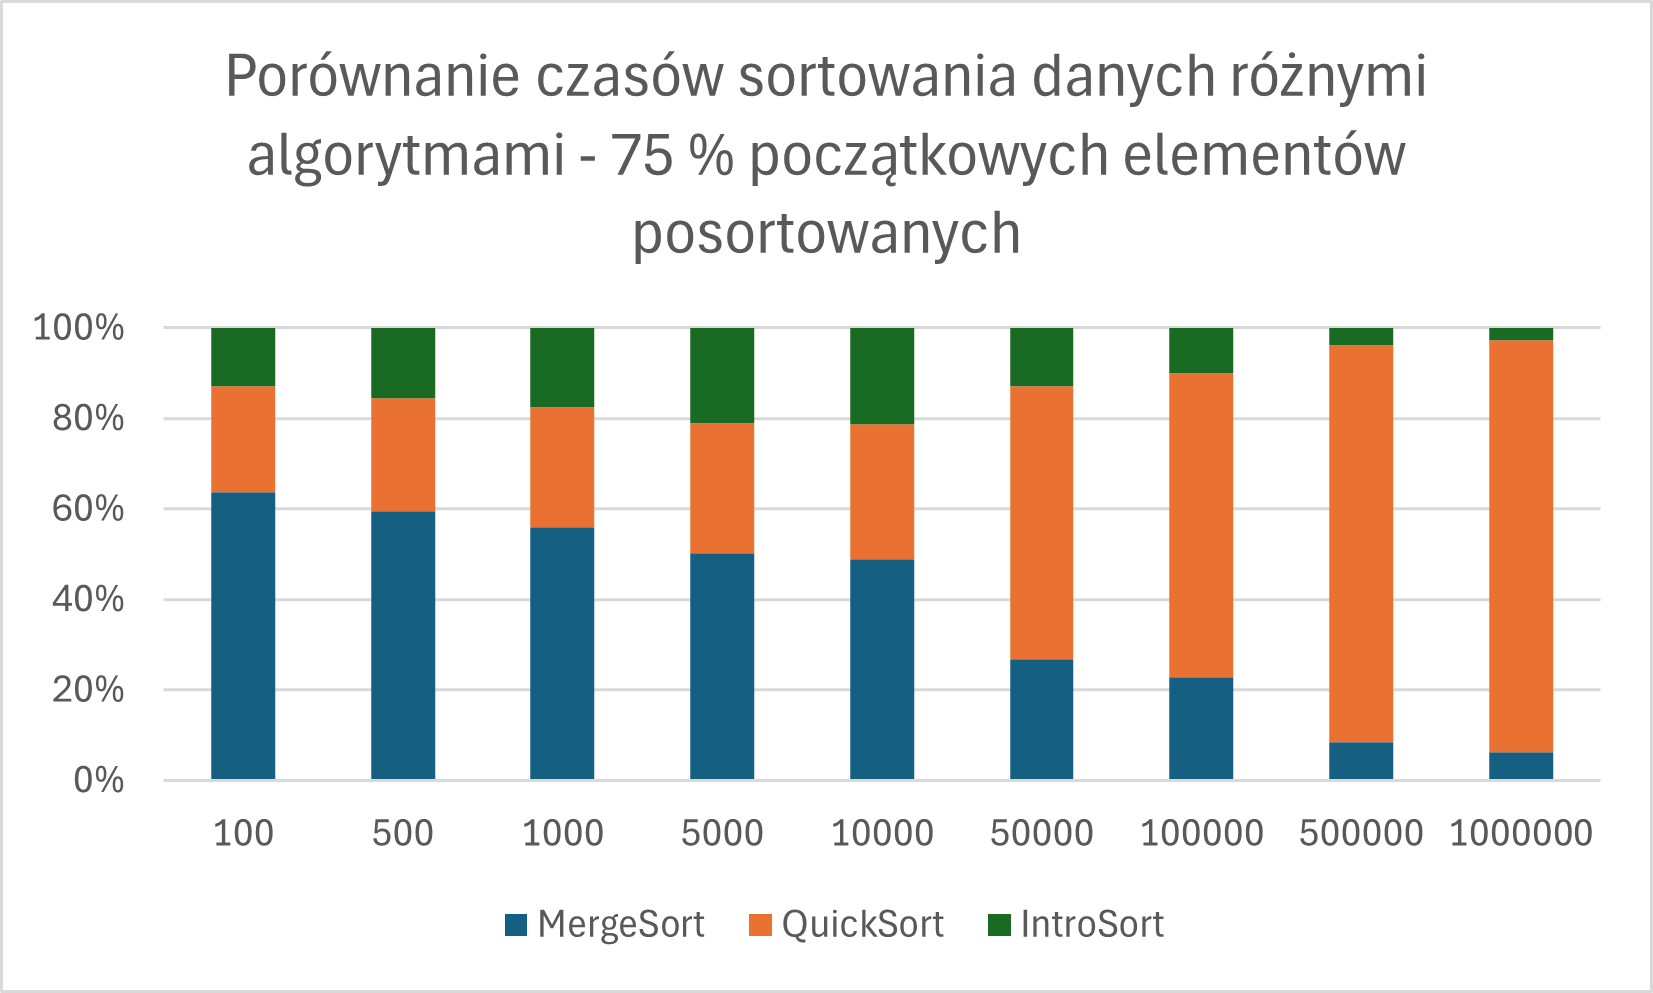 Porównanie czasów sortowania danych różnymi
algorytmami - 75 % początkowych elementów
posortowanych
100%
80%
60%
40%
20%
0%
100 500 1000 5000 10000 50000 100000 500000 1000000
MergeSort QuickSort IntroSort